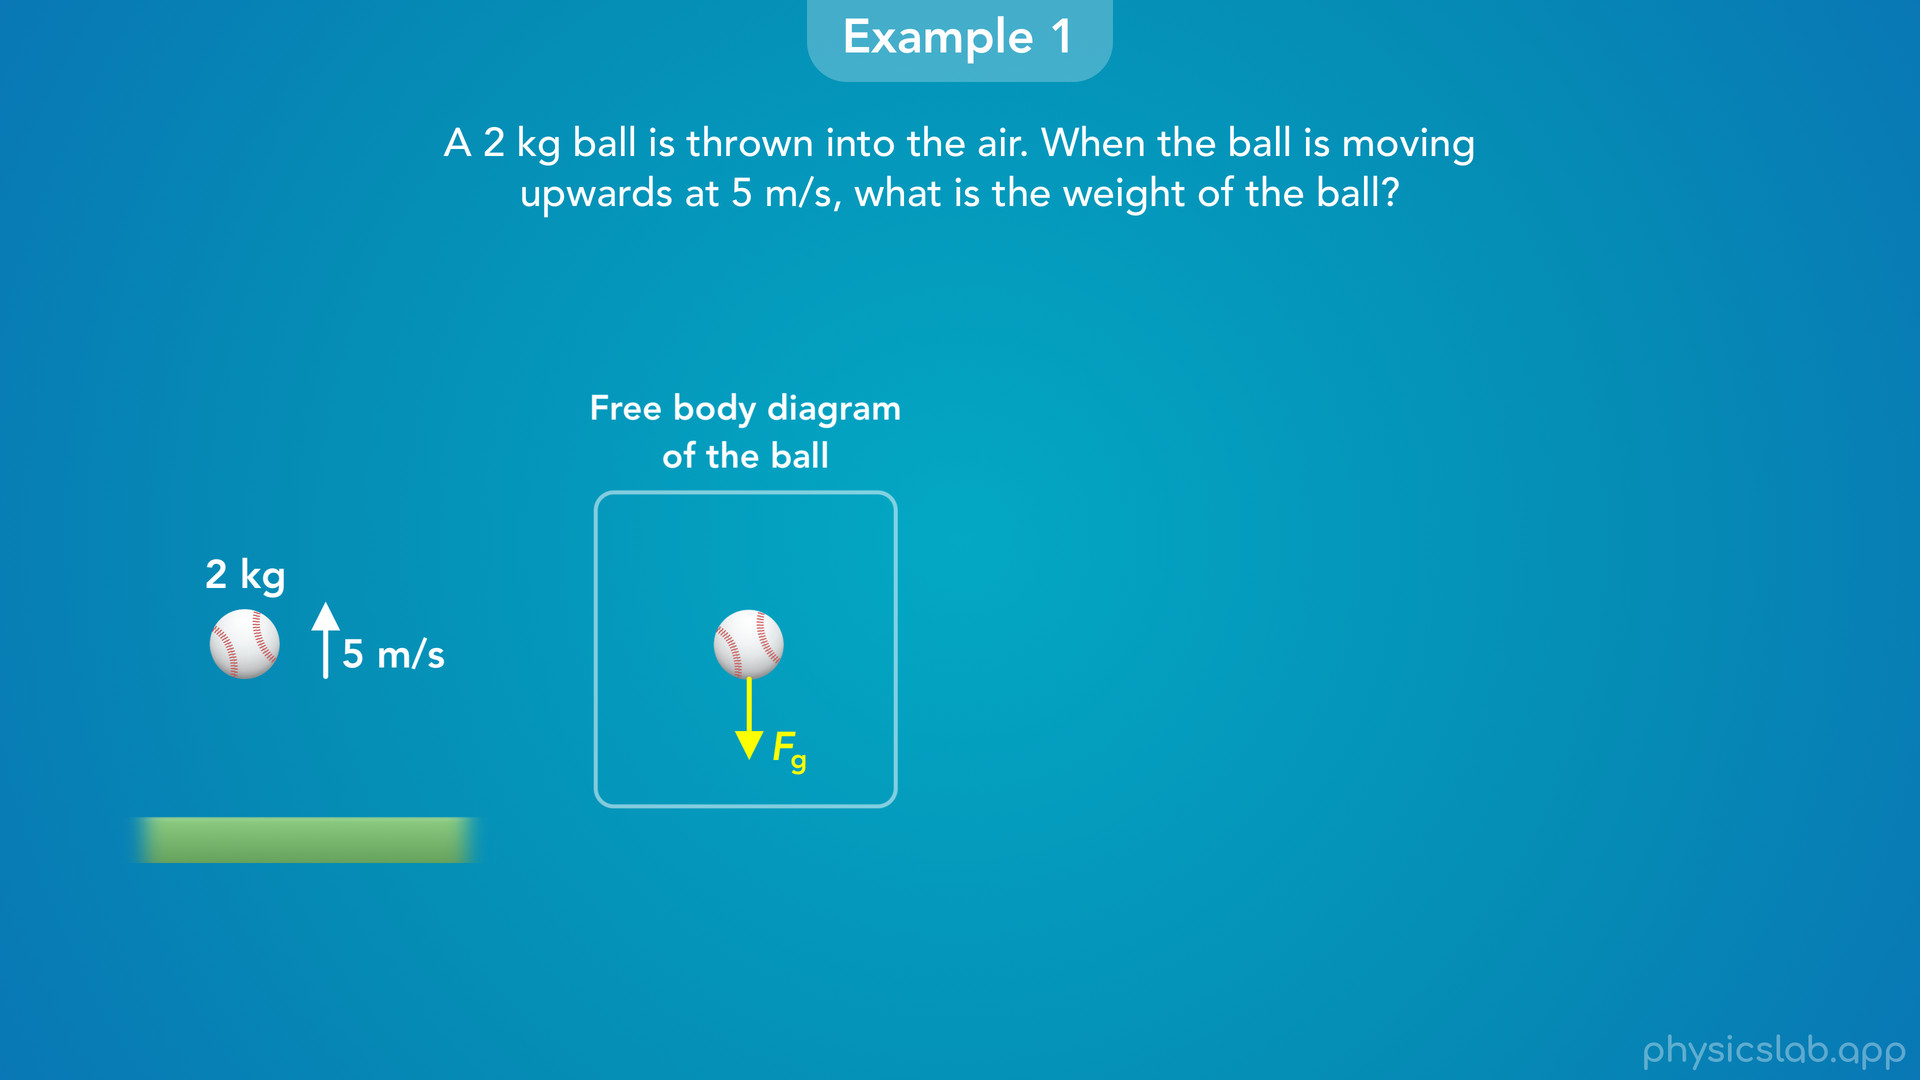 Example 1
A 2 kg ball is thrown into the air. When the ball is moving
upwards at 5 m/s, what is the weight of the ball?
Free body diagram
of the ball
2 kg
5 m/s
Fg
physicslab.app